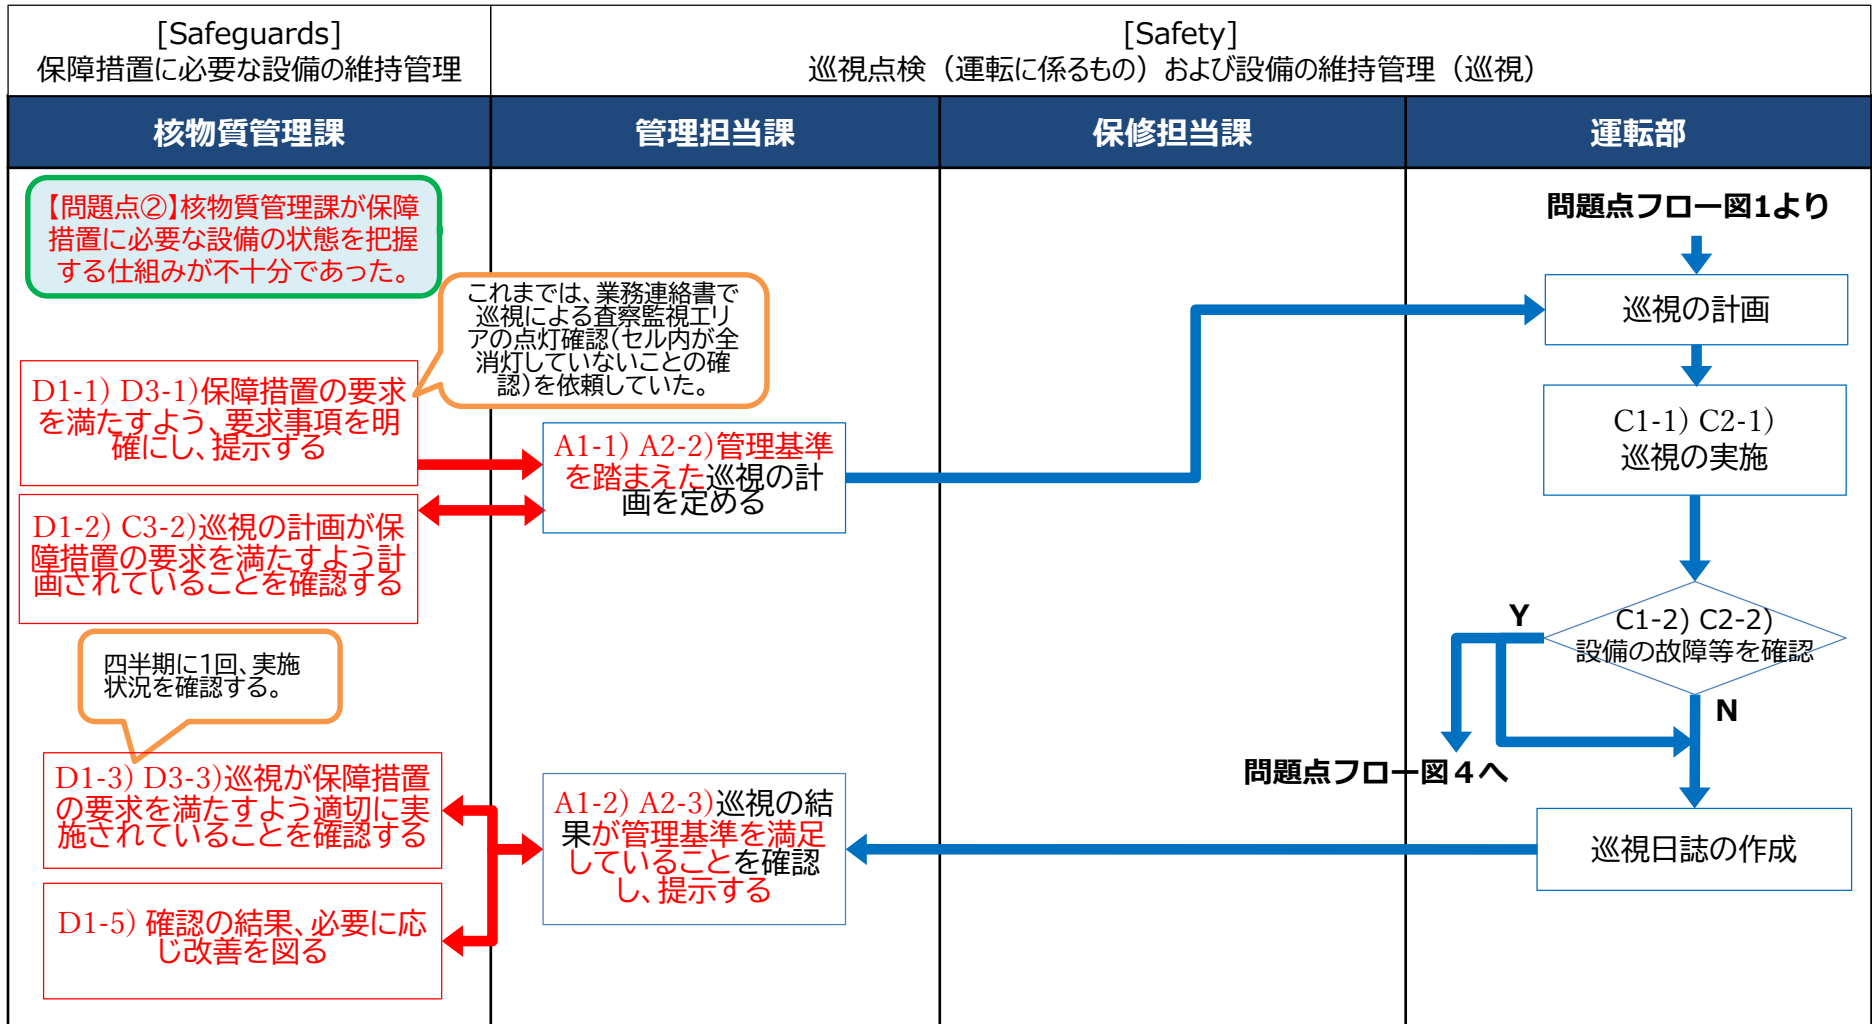 [Safeguards]
保障措置に必要な設備の維持管理
[Safety]
巡視点検（運転に係るもの）および設備の維持管理（巡視）
核物質管理課
管理担当課
保修担当課
運転部
【問題点②】核物質管理課が保障
措置に必要な設備の状態を把握
する仕組みが不十分であった。
これまでは、業務連絡書で
巡視による査察監視エリ
アの点灯確認（セル内が全
消灯していないことの確
認）を依頼していた。
D1-1) D3-1)保障措置の要求
を満たすよう、要求事項を明
確にし、提示する
D1-2) C3-2)巡視の計画が保
障措置の要求を満たすよう計
画されていることを確認する
四半期に1回、実施
状況を確認する。
D1-3) D3-3)巡視が保障措置
の要求を満たすよう適切に実
施されていることを確認する
D1-5) 確認の結果、必要に応
じ改善を図る
A1-1) A2-2)管理基準
を踏まえた巡視の計
画を定める
A1-2) A2-3)巡視の結
果が管理基準を満足
していることを確認
し、提示する
問題点フロー図1より
巡視の計画
C1-1) C2-1)
巡視の実施
C1-2) C2-2)
設備の故障等を確認
Y
N
問題点フロー図４へ
巡視日誌の作成